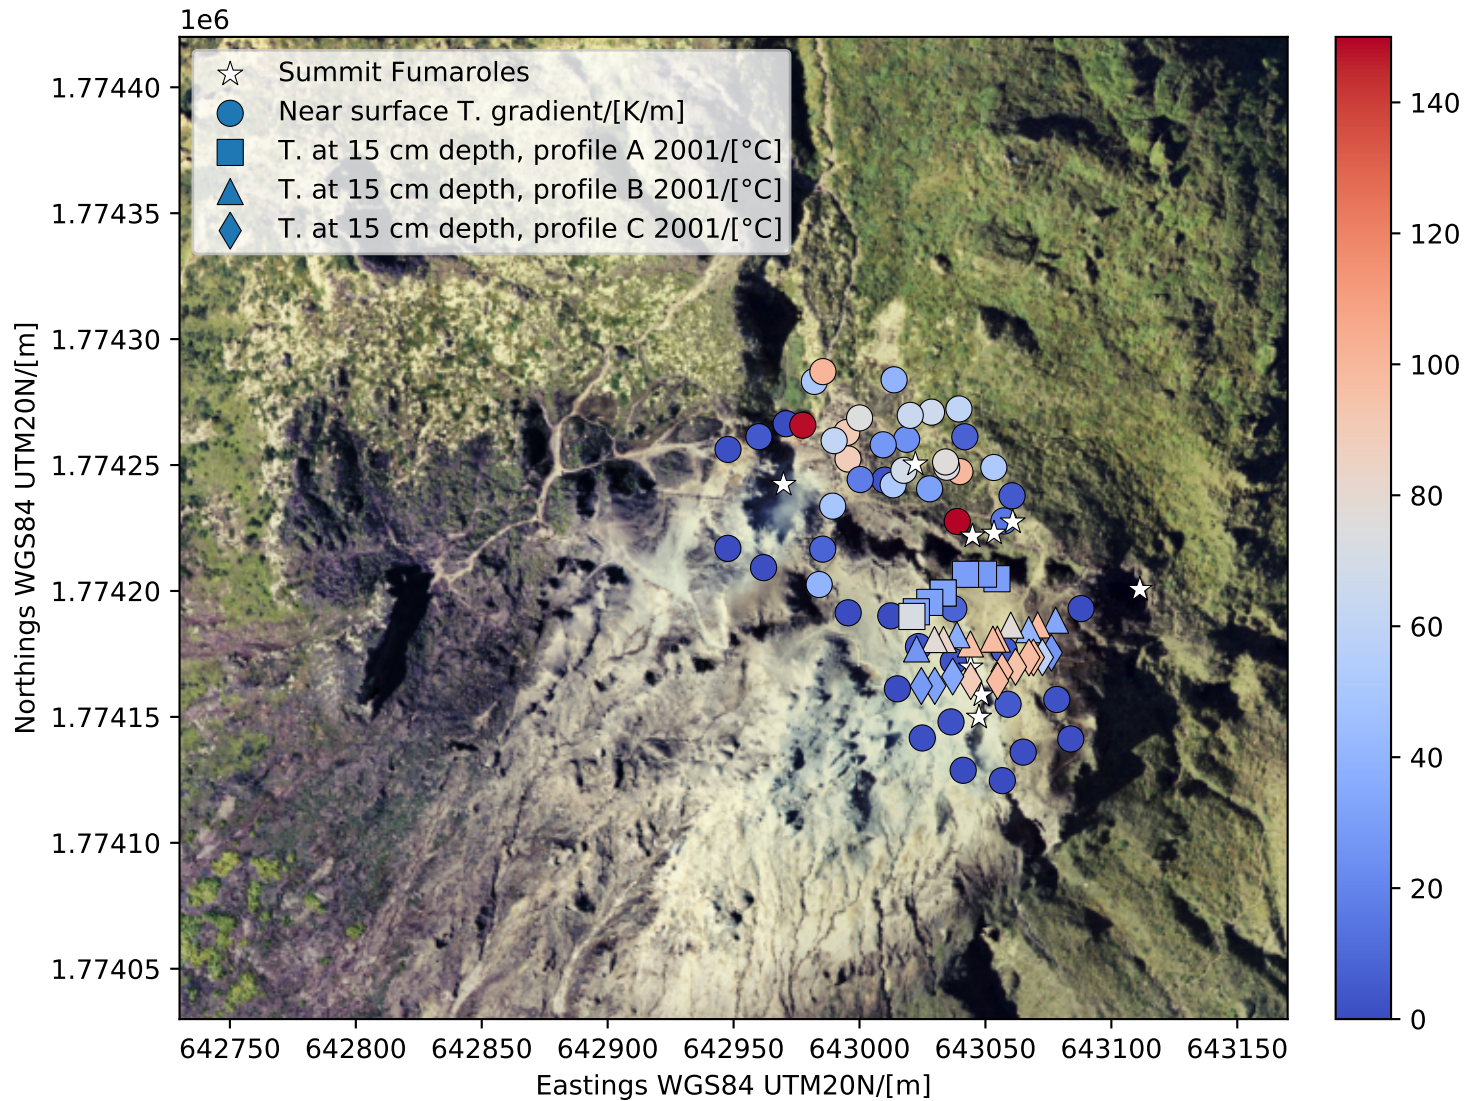 1e6
Summit Fumaroles
Near surface T. gradient/[K/m]
T. at 15 cm depth, profile A 2001/[°C]
T. at 15 cm depth, profile B 2001/[°C]
T. at 15 cm depth, profile C 2001/[°C]
1.77440
1.77435
1.77430
1.77425
1.77420
1.77415
1.77410
1.77405
Northings WGS84 UTM20N/[m]
642750 642800 642850 642900 642950 643000 643050 643100 643150
Eastings WGS84 UTM20N/[m]
140
120
100
80
60
40
20
0